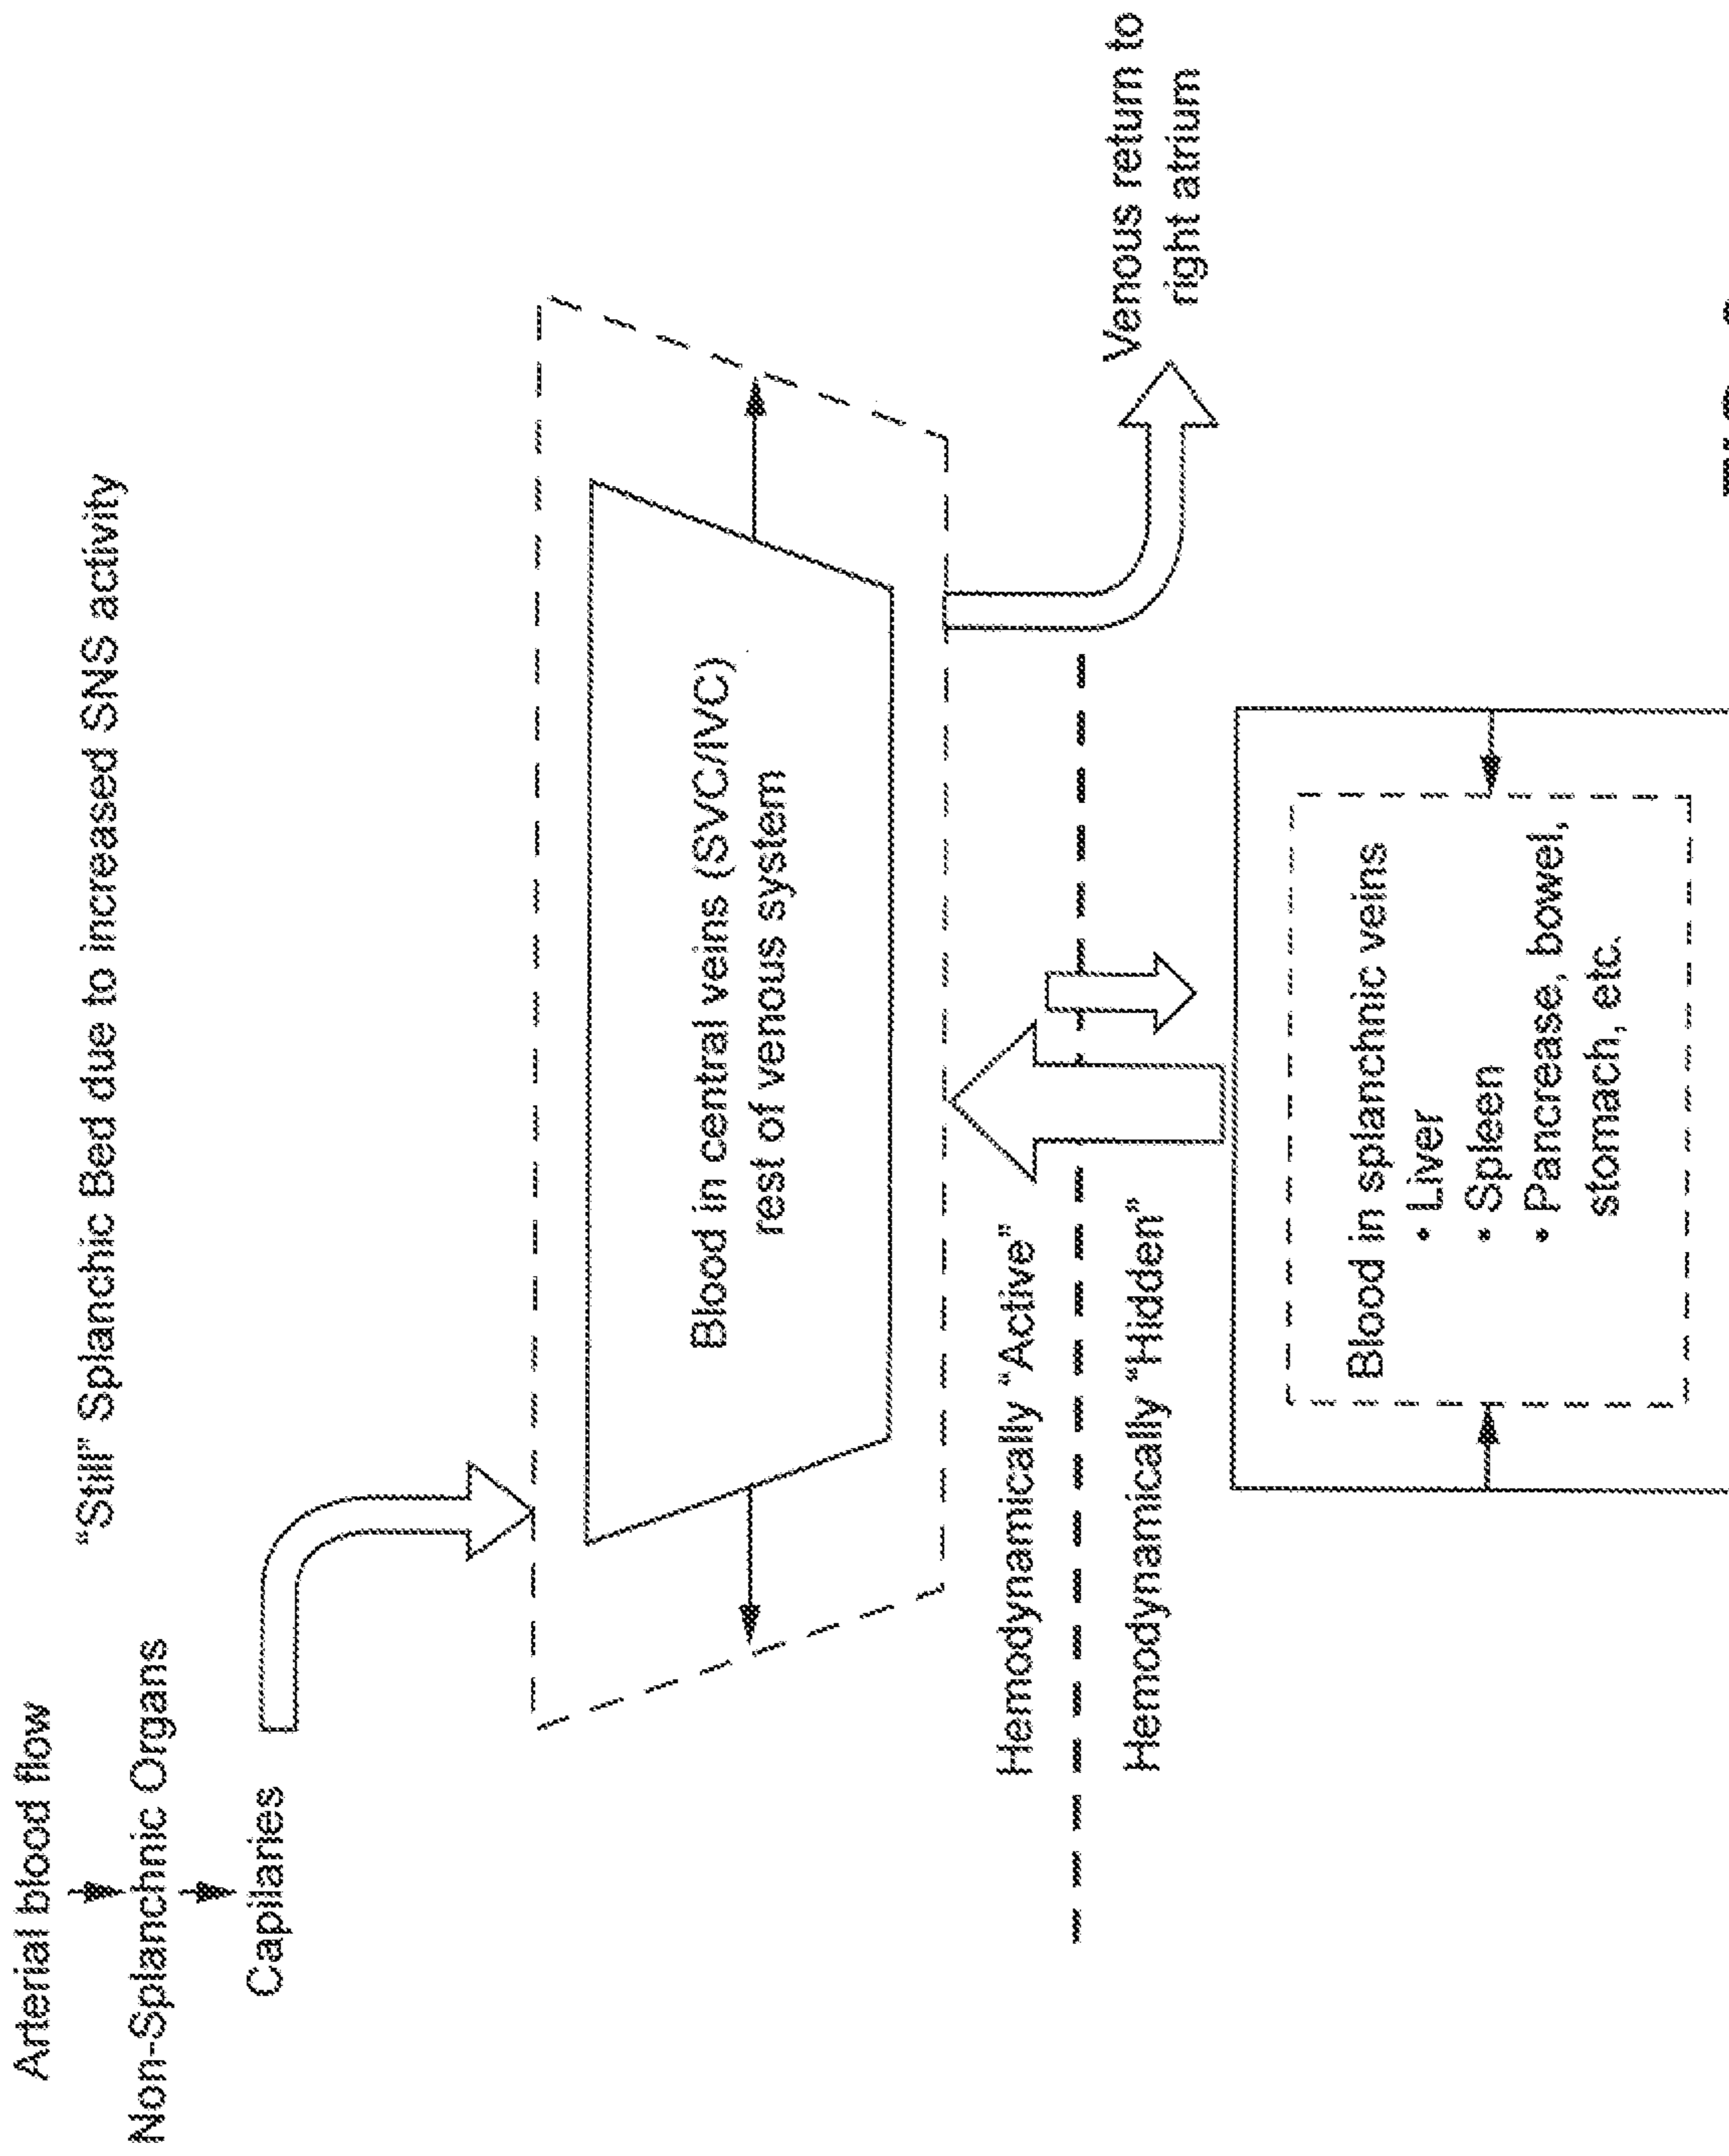 Arterial blood flow
Non-Splanchnic Organs
Capilaries
"Still" Splanchic Bed due to increased SNS activity
Blood in central veins (SVC/IVC)
rest of venous system
Hemodynamically "Active"
Hemodynamically "Hidden"
Venous return to
right atrium
Blood in splanchnic veins
• Liver
• Spleen
• Pancrease, bowel,
stomach, etc.